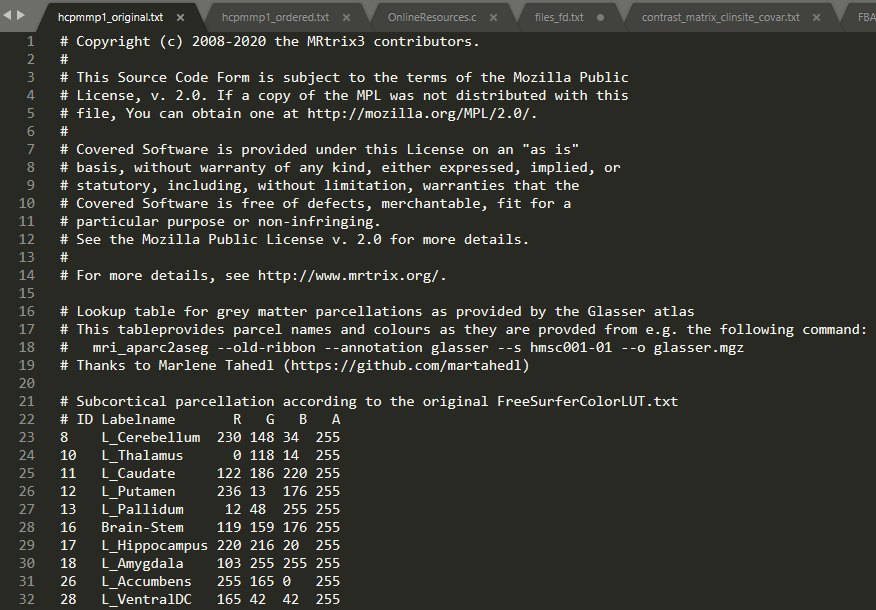 hcpmmp1_original.txt × hcpmmp1_ordered.txt × OnlineResources.c × files_fd.txt contrast_matrix_clinsite_covar.txt × FBA
1 # Copyright (c) 2008-2020 the MRtrix3 contributors.
2 #
3 # This Source Code Form is subject to the terms of the Mozilla Public
4 # License, v. 2.0. If a copy of the MPL was not distributed with this
5 # file, You can obtain one at http://mozilla.org/MPL/2.0/.
6 #
7 # Covered Software is provided under this License on an "as is"
8 # basis, without warranty of any kind, either expressed, implied, or
9 # statutory, including, without limitation, warranties that the
10 # Covered Software is free of defects, merchantable, fit for a
11 # particular purpose or non-infringing.
12 # See the Mozilla Public License v. 2.0 for more details.
13 #
14 # For more details, see http://www.mrtrix.org/.
15
16 # Lookup table for grey matter parcellations as provided by the Glasser atlas
17 # This tableprovides parcel names and colours as they are provded from e.g. the following command:
18 #   mri_aparc2aseg --old-ribbon --annotation glasser --s hmsc001-01 --o glasser.mgz
19 # Thanks to Marlene Tahedl (https://github.com/martahedl)
20
21 # Subcortical parcellation according to the original FreeSurferColorLUT.txt
22 # ID Labelname       R   G   B   A
23 8    L_Cerebellum  230 148 34  255
24 10   L_Thalamus      0 118 14  255
25 11   L_Caudate     122 186 220 255
26 12   L_Putamen     236 13  176 255
27 13   L_Pallidum     12 48  255 255
28 16   Brain-Stem    119 159 176 255
29 17   L_Hippocampus 220 216 20  255
30 18   L_Amygdala    103 255 255 255
31 26   L_Accumbens   255 165 0   255
32 28   L_VentralDC   165 42  42  255